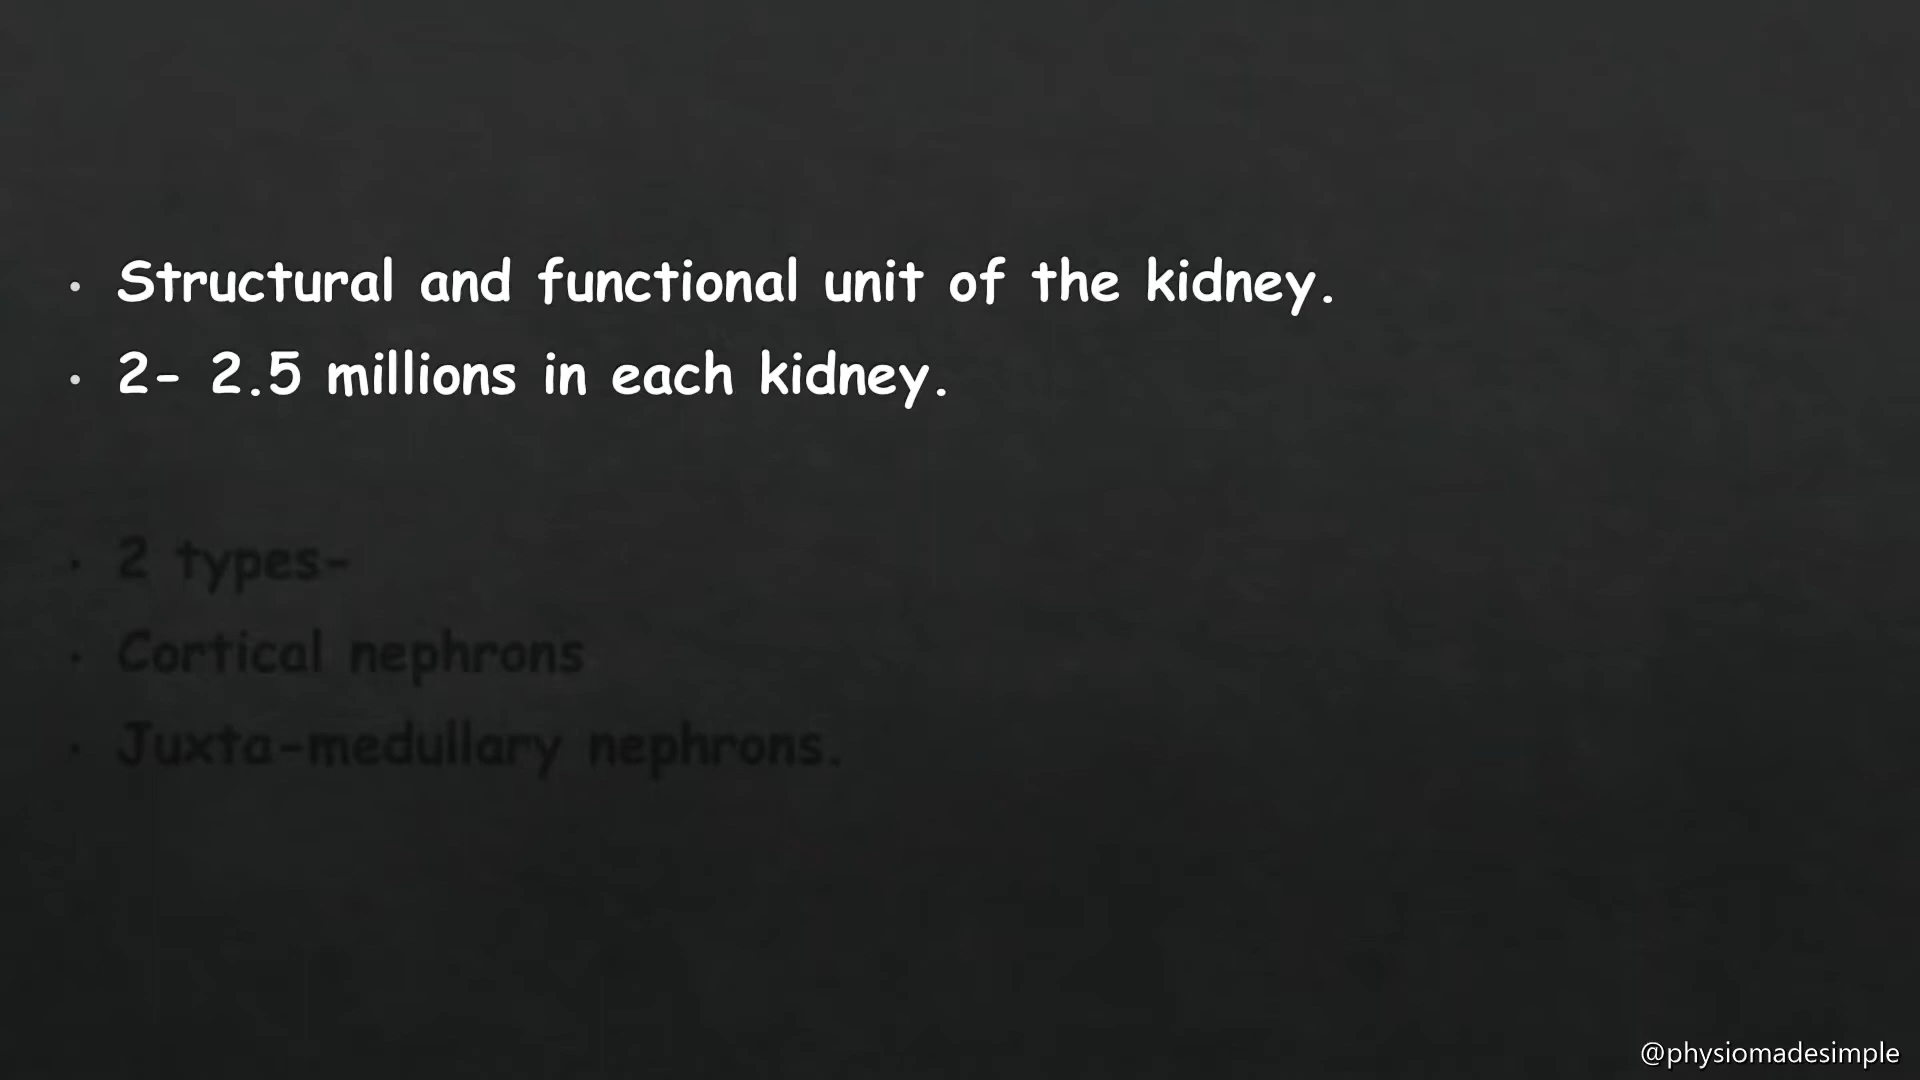 • Structural and functional unit of the kidney.
• 2- 2.5 millions in each kidney.
• 2 types-
• Cortical nephrons
• Juxta-medullary nephrons.
@physiomadesimple